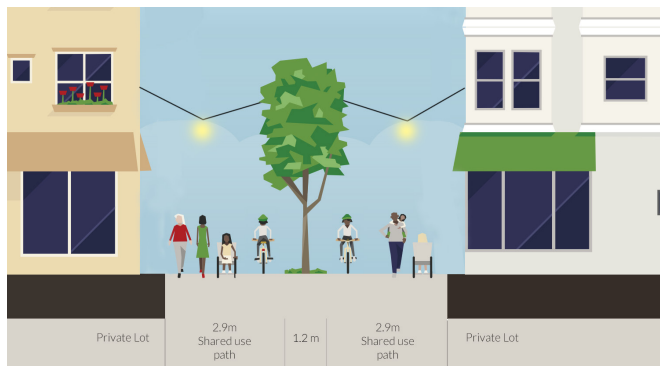 Private Lot
2.9m
Shared use
path
1.2 m
2.9m
Shared use
path
Private Lot